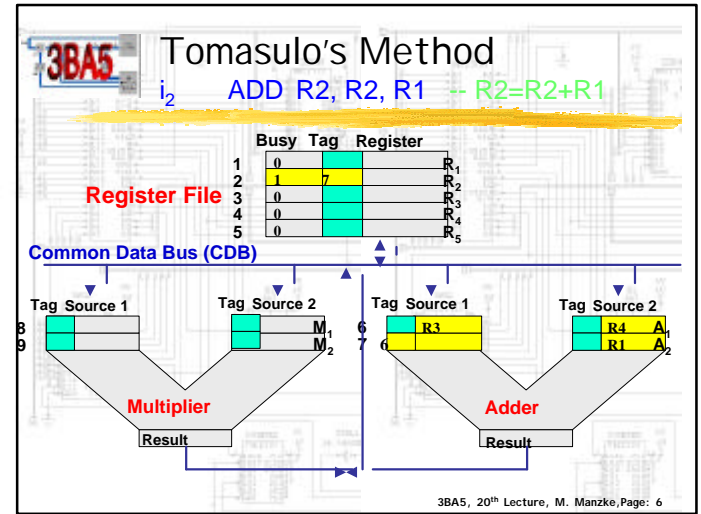 3BA5
Tomasulo's Method
i2 ADD R2, R2, R1 -- R2=R2+R1
Busy Tag Register
1 0 R1
2 1 7 R2
Register File
3 0 R3
4 0 R4
5 0 R5
Common Data Bus (CDB)
Tag Source 1 Tag Source 2 Tag Source 1 Tag Source 2
8 M1 6 R3 R4 A1
9 M2 7 6 R1 A2
Multiplier Adder
Result Result
3BA5, 20th Lecture, M. Manzke,Page: 6